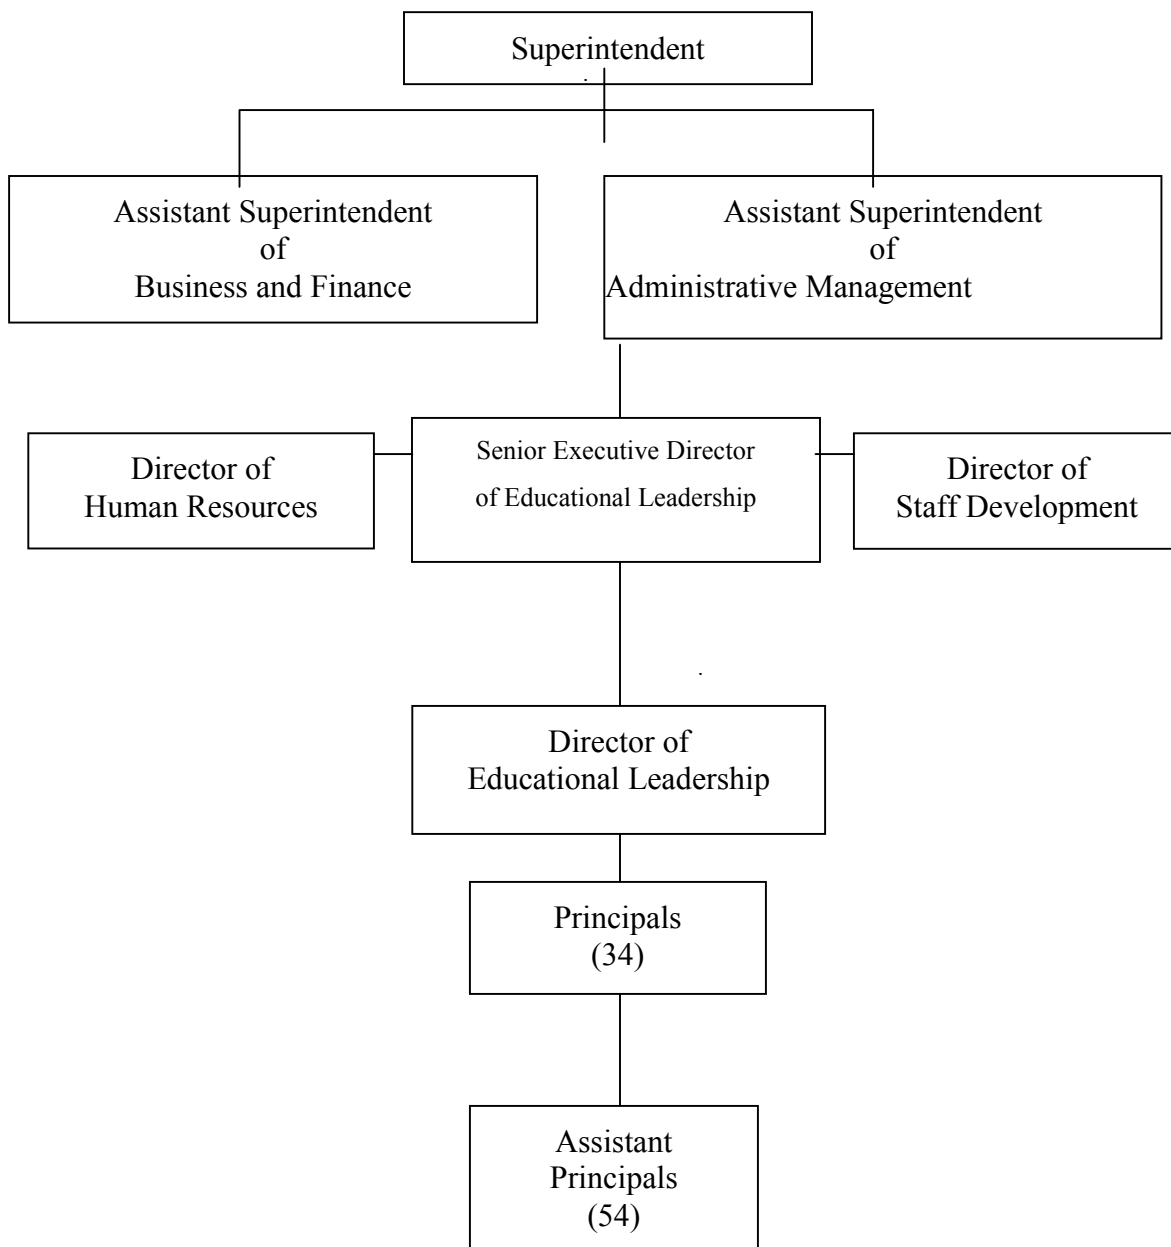 Superintendent
Assistant Superintendent
of
Business and Finance
Assistant Superintendent
of
Administrative Management
Director of
Human Resources
Senior Executive Director
of Educational Leadership
Director of
Staff Development
Director of
Educational Leadership
Principals
(34)
Assistant
Principals
(54)